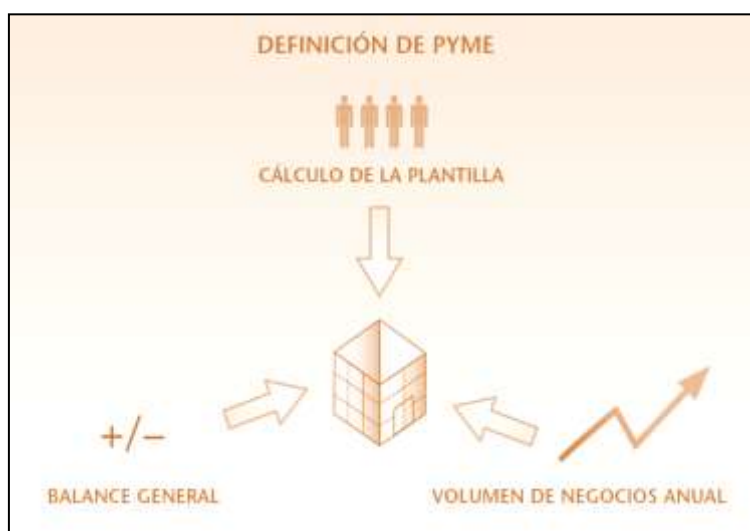 DEFINICIÓN DE PYME
CÁLCULO DE LA PLANTILLA
+/–
BALANCE GENERAL
VOLUMEN DE NEGOCIOS ANUAL